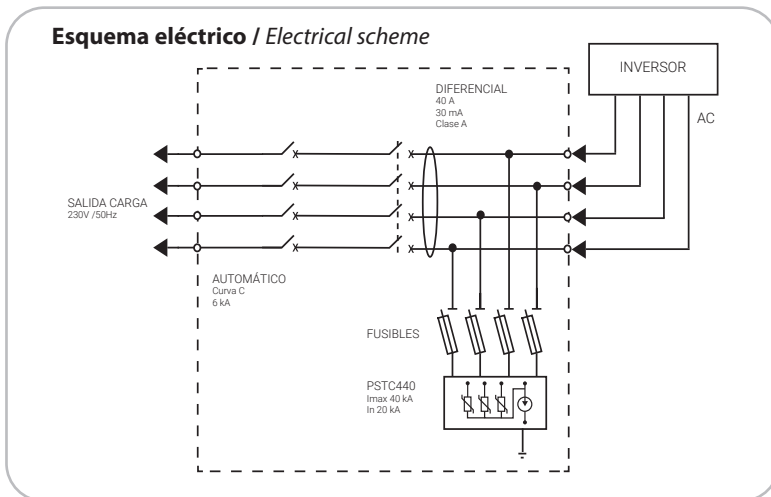 Esquema eléctrico / Electrical scheme
INVERSOR
AC
DIFERENCIAL
40 A
30 mA
Clase A
SALIDA CARGA
230V /50Hz
AUTOMÁTICO
Curva C
6 kA
FUSIBLES
PSTC440
Imax 40 kA
In 20 kA